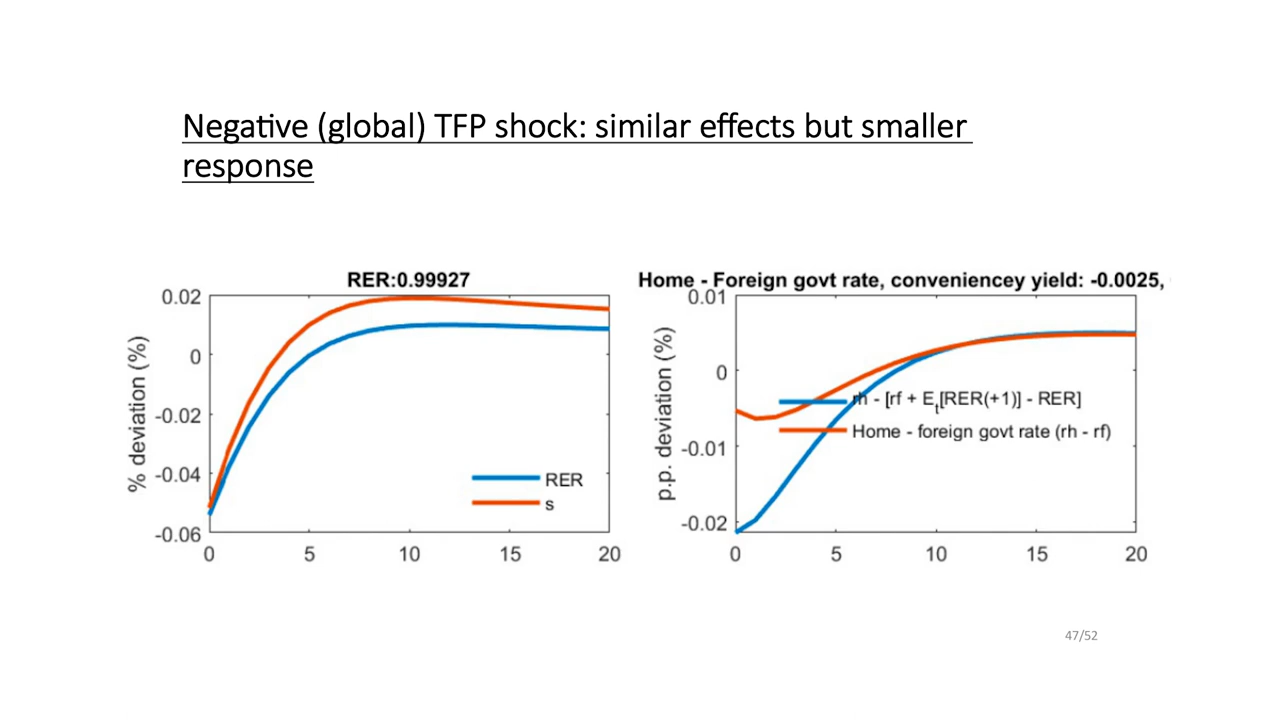 Negative (global) TFP shock: similar effects but smaller
response
RER:0.99927
0.02
0
-0.02
-0.04
-0.06
% deviation (%)
0 5 10 15 20
RER
s
Home - Foreign govt rate, conveniencey yield: -0.0025,
0.01
0
-0.01
-0.02
p.p. deviation (%)
0 5 10 15 20
rh - [rf + Et[RER(+1)] - RER]
Home - foreign govt rate (rh - rf)
47/52